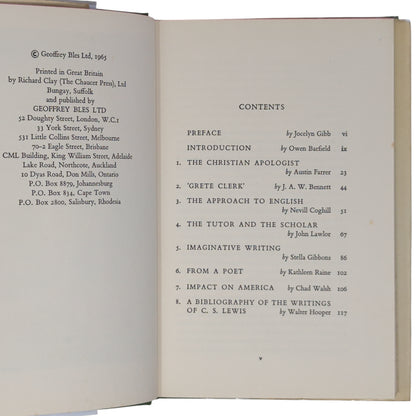 © Geoffrey Bles Ltd, 1965
Printed in Great Britain
by Richard Clay (The Chaucer Press), Ltd
Bungay, Suffolk
and published by
GEOFFREY BLES LTD
52 Doughty Street, London, W.C.1
33 York Street, Sydney
531 Little Collins Street, Melbourne
70-2 Eagle Street, Brisbane
CML Building, King William Street, Adelaide
Lake Road, Northcote, Auckland
10 Dyas Road, Don Mills, Ontario
P.O. Box 8879, Johannesburg
P.O. Box 834, Cape Town
P.O. Box 2800, Salisbury, Rhodesia
CONTENTS
PREFACE by Jocelyn Gibb vi
INTRODUCTION by Owen Barfield ix
1. THE CHRISTIAN APOLOGIST
by Austin Farrer 23
2. 'GRETE CLERK' by J. A. W. Bennett 44
3. THE APPROACH TO ENGLISH
by Nevill Coghill 51
4. THE TUTOR AND THE SCHOLAR
by John Lawlor 67
5. IMAGINATIVE WRITING
by Stella Gibbons 86
6. FROM A POET by Kathleen Raine 102
7. IMPACT ON AMERICA by Chad Walsh 106
8. A BIBLIOGRAPHY OF THE WRITINGS
OF C. S. LEWIS by Walter Hooper 117
v